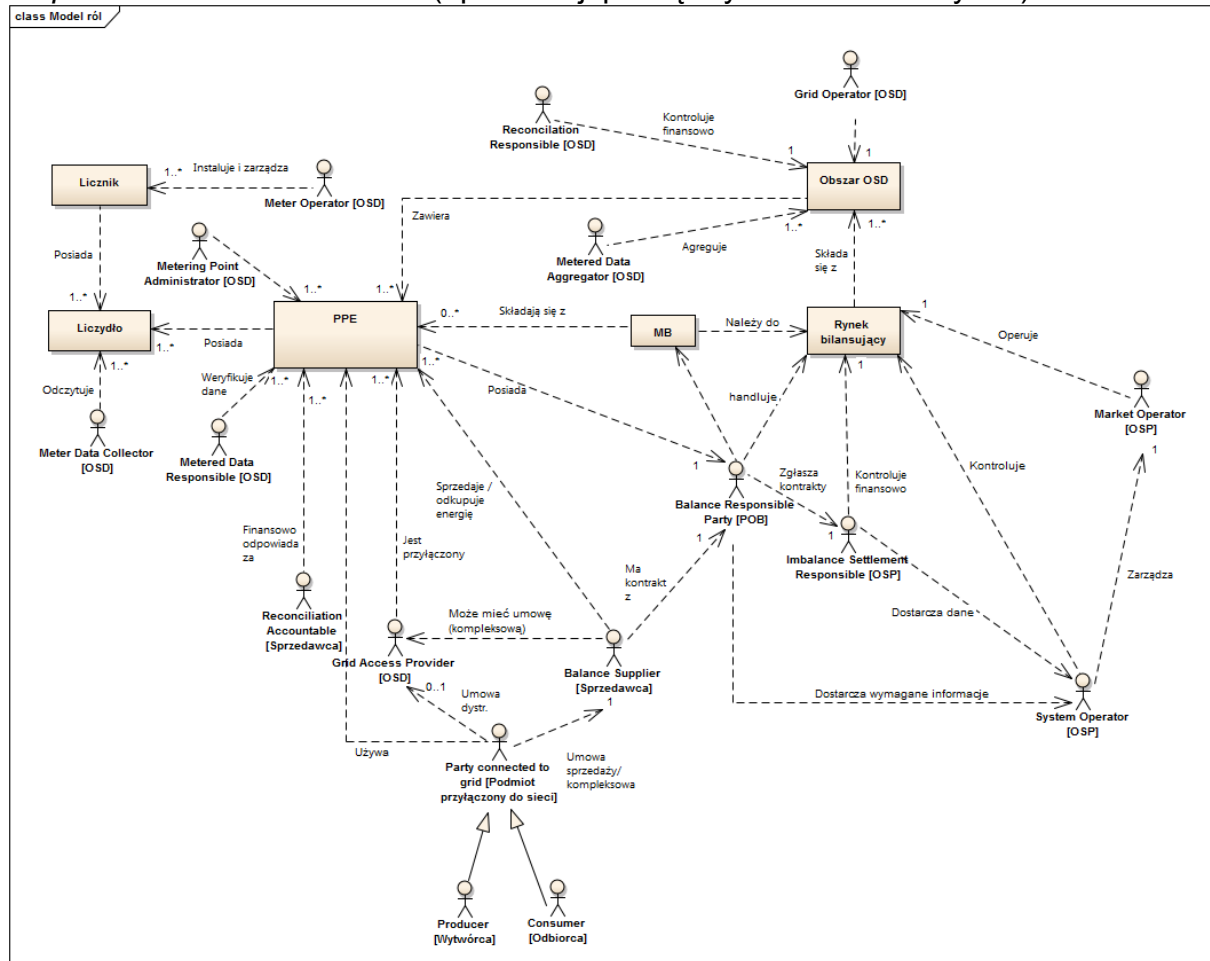 class Model ról
Grid Operator [OSD]
Reconcilation
Responsible [OSD]
Kontroluje
finansowo
1
1
Licznik
1..*
Instaluje i zarządza
Meter Operator [OSD]
Obszar OSD
Zawiera
1..*
1..*
Agreguje
Metered Data
Aggregator [OSD]
Posiada
Metering Point
Administrator [OSD]
Składa
się z
1..*
1..*
1..*
Liczydło
1..*
Posiada
PPE
0..*
Składają się z
MB
Należy do
Rynek
bilansujący
1
Operuje
1..*
Odczytuje
Weryfikuje
dane
1..*
1..*
1..*
1..*
Posiada
handluje
1
Market Operator
[OSP]
Meter Data Collector
[OSD]
Metered Data
Responsible [OSD]
1
Balance Responsible
Party [POB]
Zgłasza
kontrakty
Kontroluje
finansowo
Kontroluje
1
Sprzedaje /
odkupuje
energię
1
1
Imbalance Settlement
Responsible [OSP]
Finansowo
odpowiada
za
Jest
przyłączony
Ma
kontrakt
z
Zarządza
Reconciliation
Accountable
[Sprzedawca]
Może mieć umowę
(kompleksową)
Dostarcza dane
Grid Access Provider
[OSD]
Balance Supplier
[Sprzedawca]
0..1
1
Umowa
dystr.
Dostarcza wymagane informacje
System Operator
[OSP]
Używa
Party connected to
grid [Podmiot
przyłączony do sieci]
Umowa
sprzedaży/
kompleksowa
Producer
[Wytwórca]
Consumer
[Odbiorca]